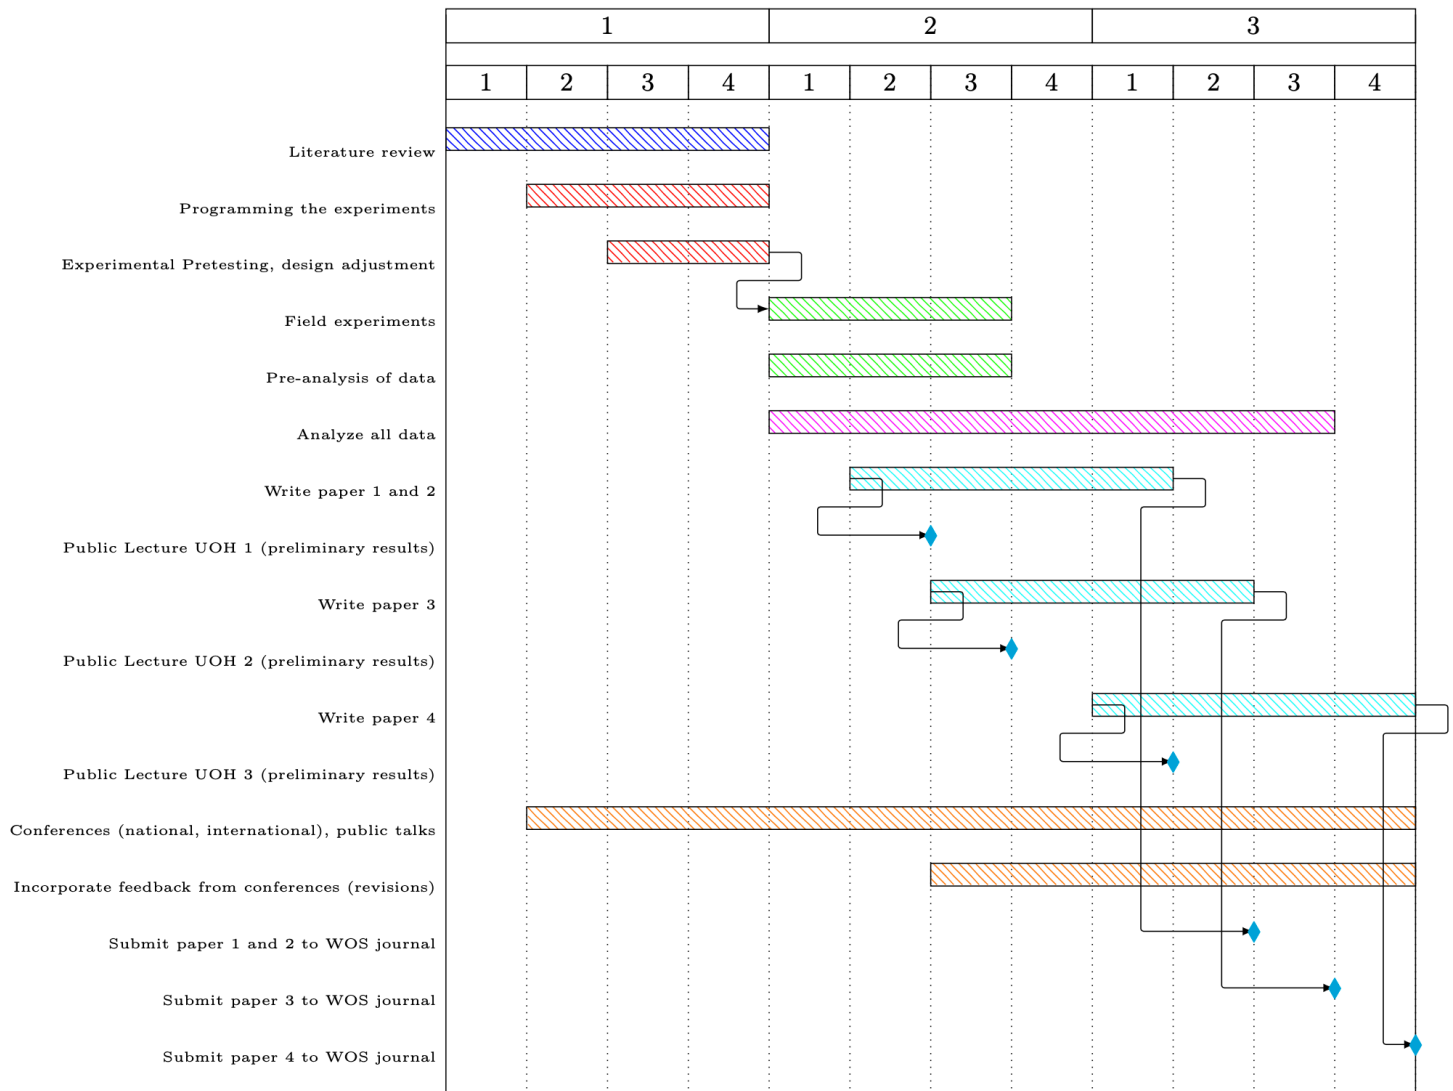 1 2 3
1 2 3 4 1 2 3 4 1 2 3 4
Literature review
Programming the experiments
Experimental Pretesting, design adjustment
Field experiments
Pre-analysis of data
Analyze all data
Write paper 1 and 2
Public Lecture UOH 1 (preliminary results)
Write paper 3
Public Lecture UOH 2 (preliminary results)
Write paper 4
Public Lecture UOH 3 (preliminary results)
Conferences (national, international), public talks
Incorporate feedback from conferences (revisions)
Submit paper 1 and 2 to WOS journal
Submit paper 3 to WOS journal
Submit paper 4 to WOS journal